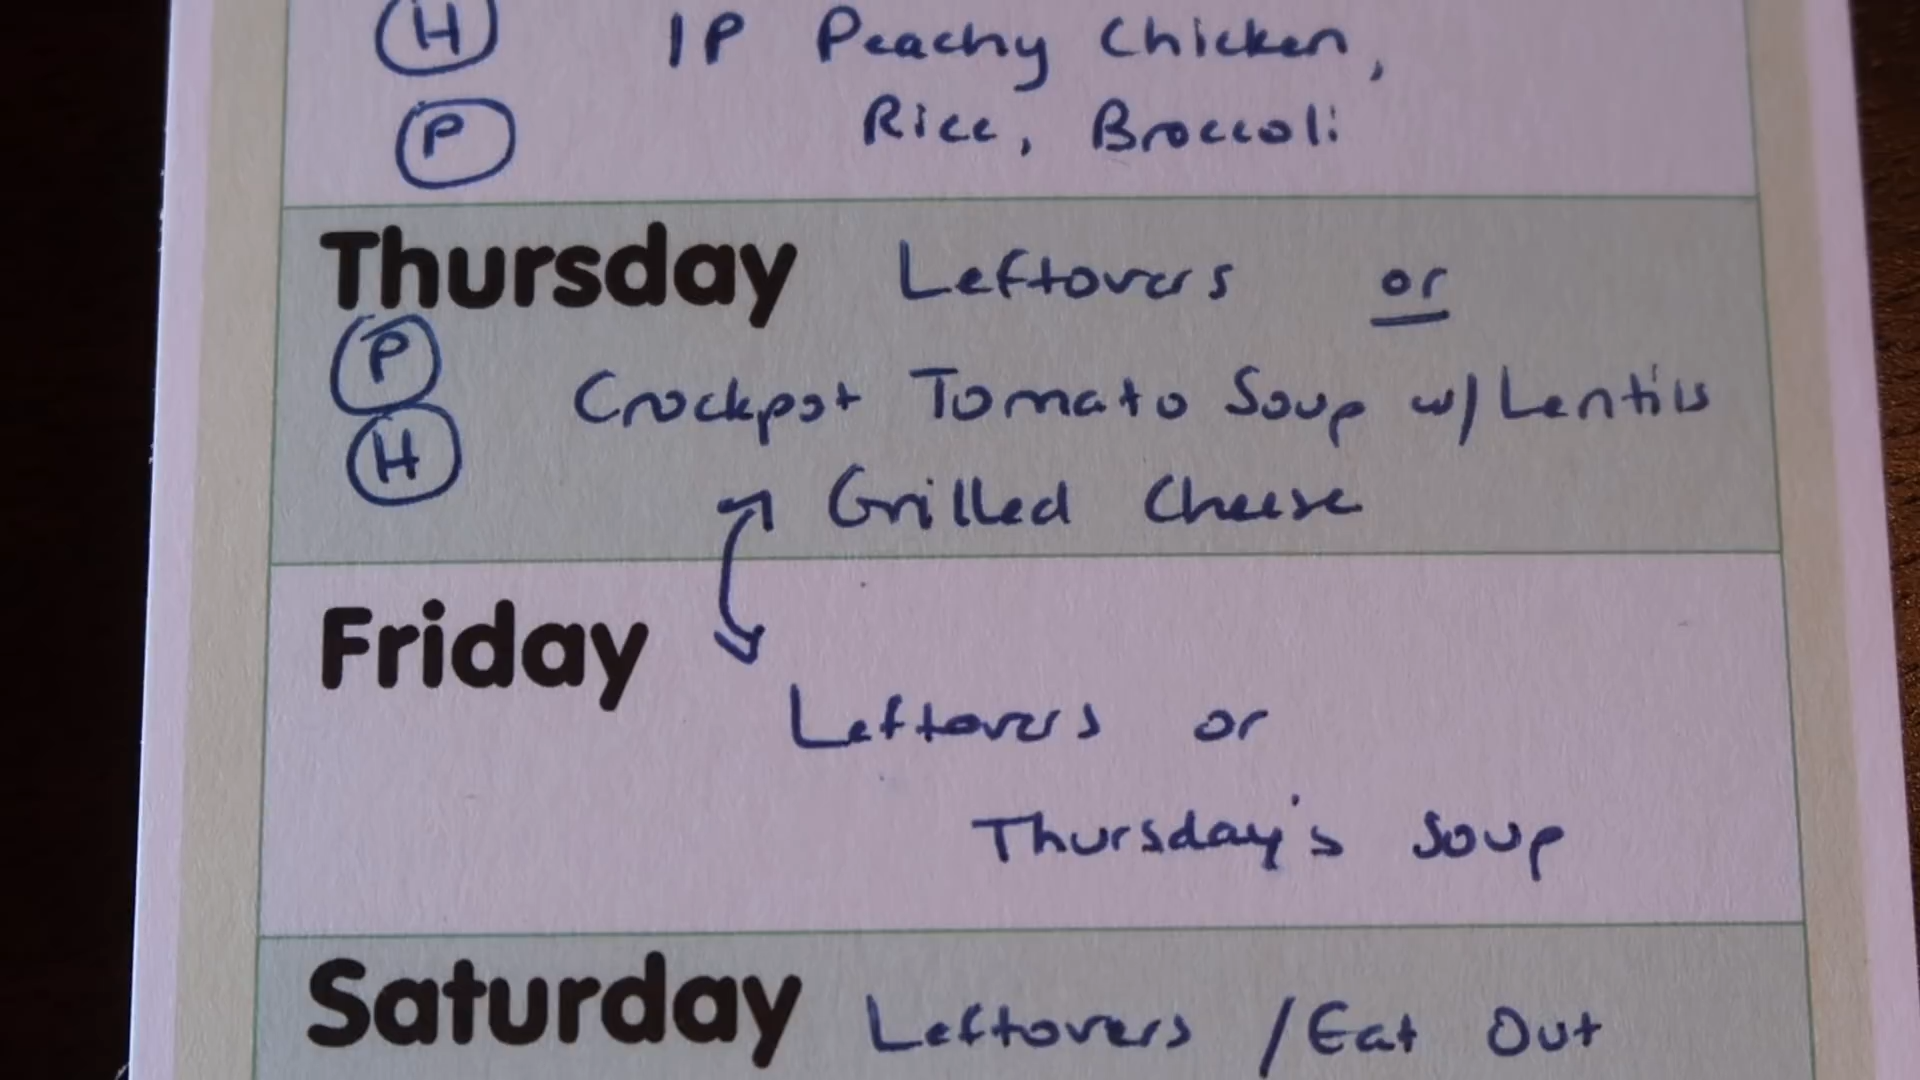 H IP Peachy Chicken,
P Rice, Broccoli
Thursday Leftovers or
P Crockpot Tomato Soup w/ Lentils
H Grilled Cheese
Friday
Leftovers or
Thursday's Soup
Saturday Leftovers / Eat Out